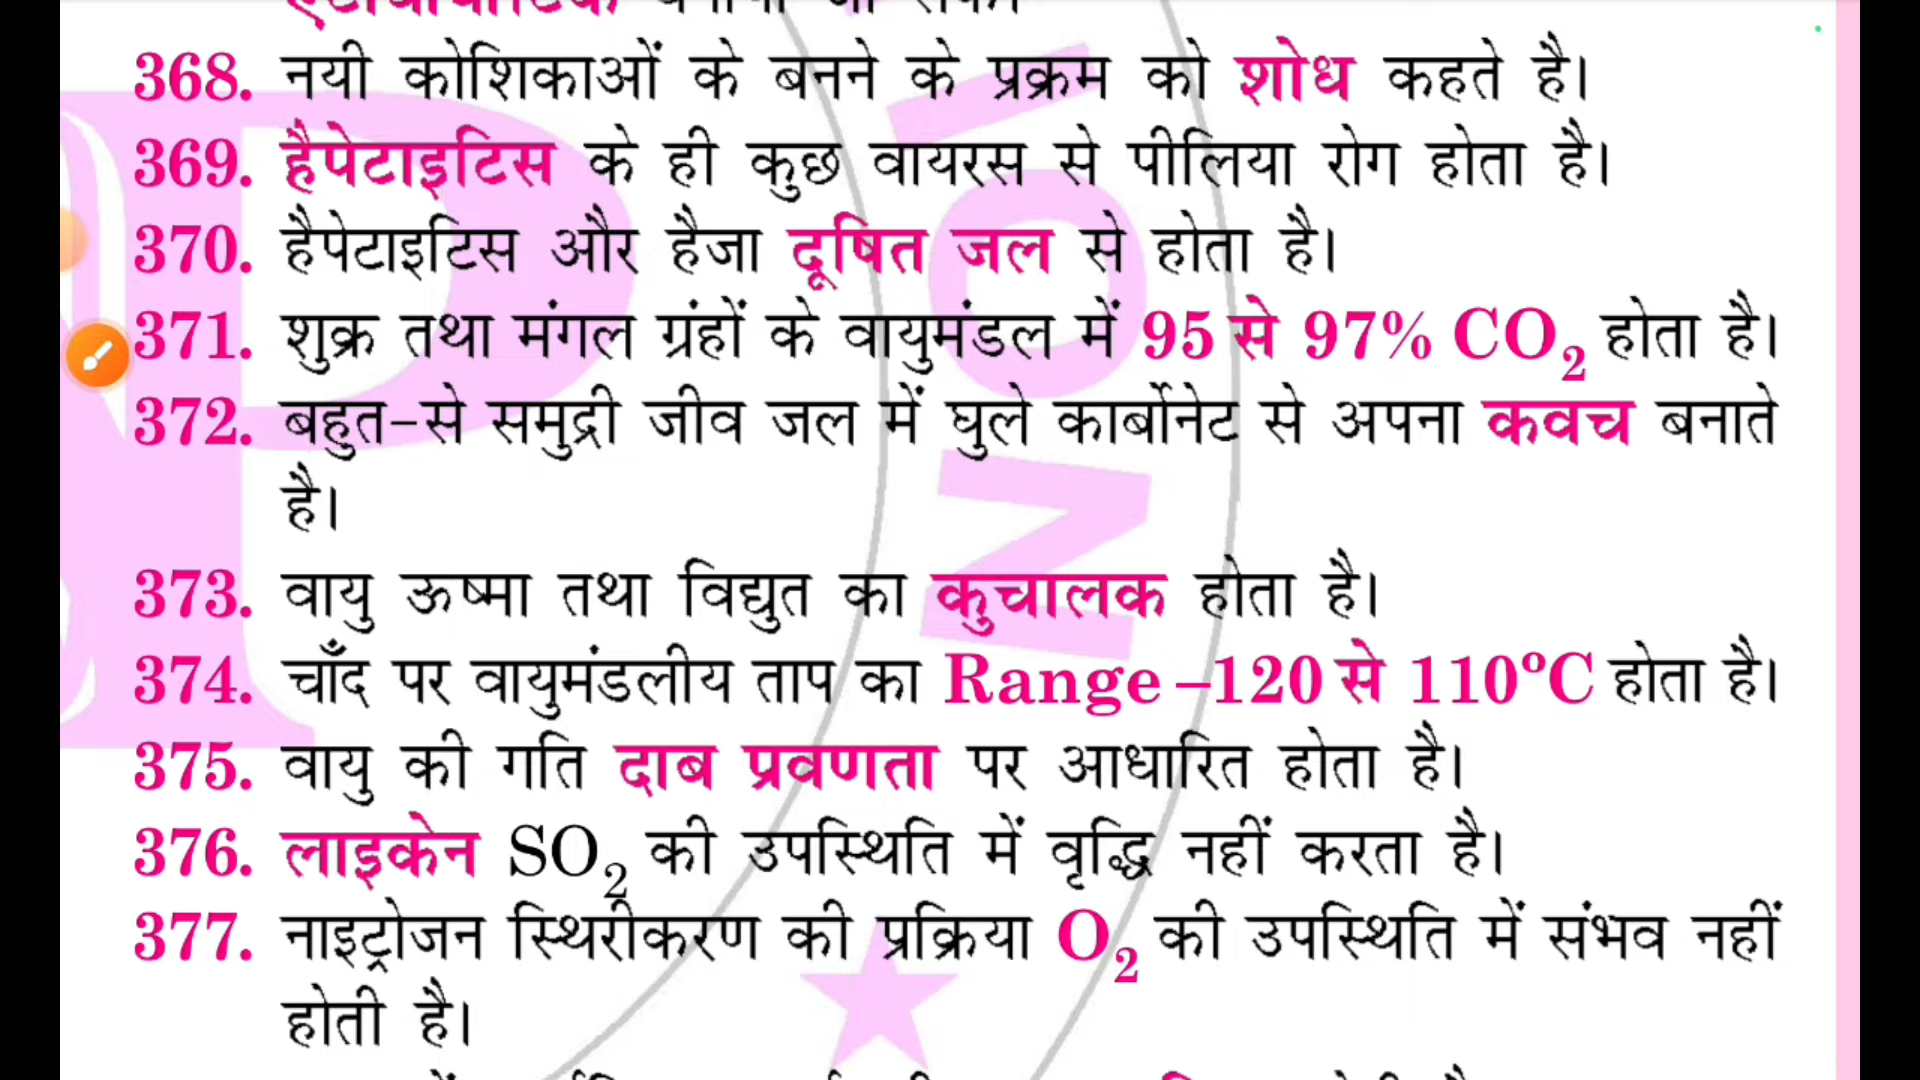 368. नयी कोशिकाओं के बनने के प्रक्रम को शोध कहते है।
369. हैपेटाइटिस के ही कुछ वायरस से पीलिया रोग होता है।
370. हैपेटाइटिस और हैजा दूषित जल से होता है।
371. शुक्र तथा मंगल ग्रंहों के वायुमंडल में 95 से 97% CO₂ होता है।
372. बहुत-से समुद्री जीव जल में घुले कार्बोनेट से अपना कवच बनाते
है।
373. वायु ऊष्मा तथा विद्युत का कुचालक होता है।
374. चाँद पर वायुमंडलीय ताप का Range –120 से 110°C होता है।
375. वायु की गति दाब प्रवणता पर आधारित होता है।
376. लाइकेन SO₂ की उपस्थिति में वृद्धि नहीं करता है।
377. नाइट्रोजन स्थिरीकरण की प्रक्रिया O₂ की उपस्थिति में संभव नहीं
होती है।